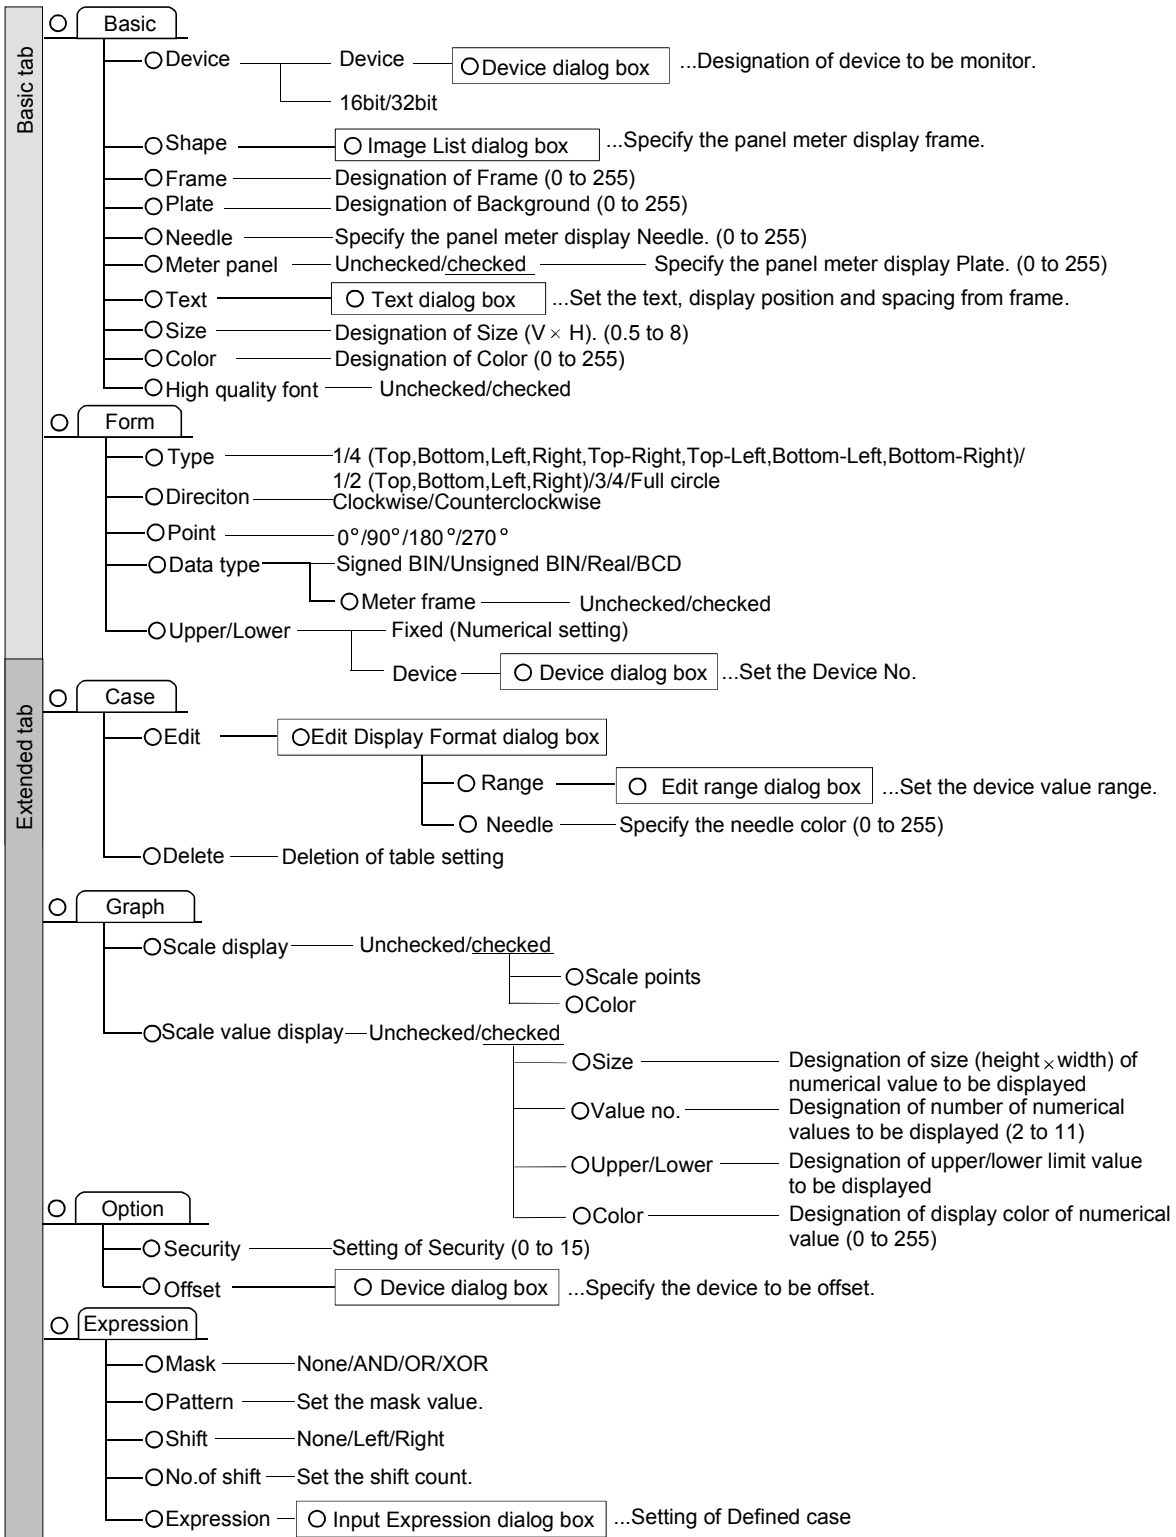 Basic tab
Basic
Device Device Device dialog box ...Designation of device to be monitor.
16bit/32bit
Shape Image List dialog box ...Specify the panel meter display frame.
Frame Designation of Frame (0 to 255)
Plate Designation of Background (0 to 255)
Needle Specify the panel meter display Needle. (0 to 255)
Meter panel Unchecked/checked Specify the panel meter display Plate. (0 to 255)
Text Text dialog box ...Set the text, display position and spacing from frame.
Size Designation of Size (V × H). (0.5 to 8)
Color Designation of Color (0 to 255)
High quality font Unchecked/checked
Form
Type 1/4 (Top,Bottom,Left,Right,Top-Right,Top-Left,Bottom-Left,Bottom-Right)/
1/2 (Top,Bottom,Left,Right)/3/4/Full circle
Direciton Clockwise/Counterclockwise
Point 0°/90°/180°/270°
Data type Signed BIN/Unsigned BIN/Real/BCD
Meter frame Unchecked/checked
Upper/Lower Fixed (Numerical setting)
Device Device dialog box ...Set the Device No.
Extended tab
Case
Edit Edit Display Format dialog box
Range Edit range dialog box ...Set the device value range.
Needle Specify the needle color (0 to 255)
Delete Deletion of table setting
Graph
Scale display Unchecked/checked
Scale points
Color
Scale value display Unchecked/checked
Size Designation of size (height × width) of
numerical value to be displayed
Value no. Designation of number of numerical
values to be displayed (2 to 11)
Upper/Lower Designation of upper/lower limit value
to be displayed
Color Designation of display color of numerical
value (0 to 255)
Option
Security Setting of Security (0 to 15)
Offset Device dialog box ...Specify the device to be offset.
Expression
Mask None/AND/OR/XOR
Pattern Set the mask value.
Shift None/Left/Right
No.of shift Set the shift count.
Expression Input Expression dialog box ...Setting of Defined case